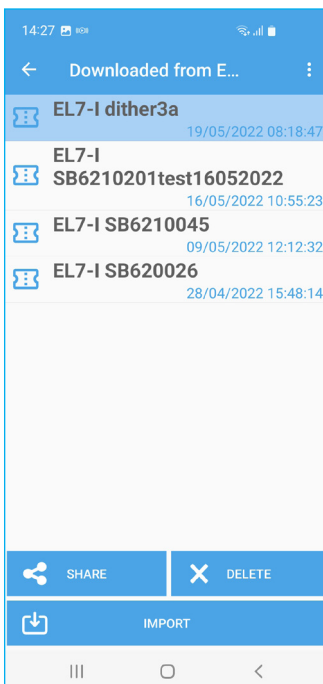 14:27
Downloaded from E...
EL7-I dither3a
19/05/2022 08:18:47
EL7-I
SB6210201test16052022
16/05/2022 10:55:23
EL7-I SB6210045
09/05/2022 12:12:32
EL7-I SB620026
28/04/2022 15:48:14
SHARE
DELETE
IMPORT